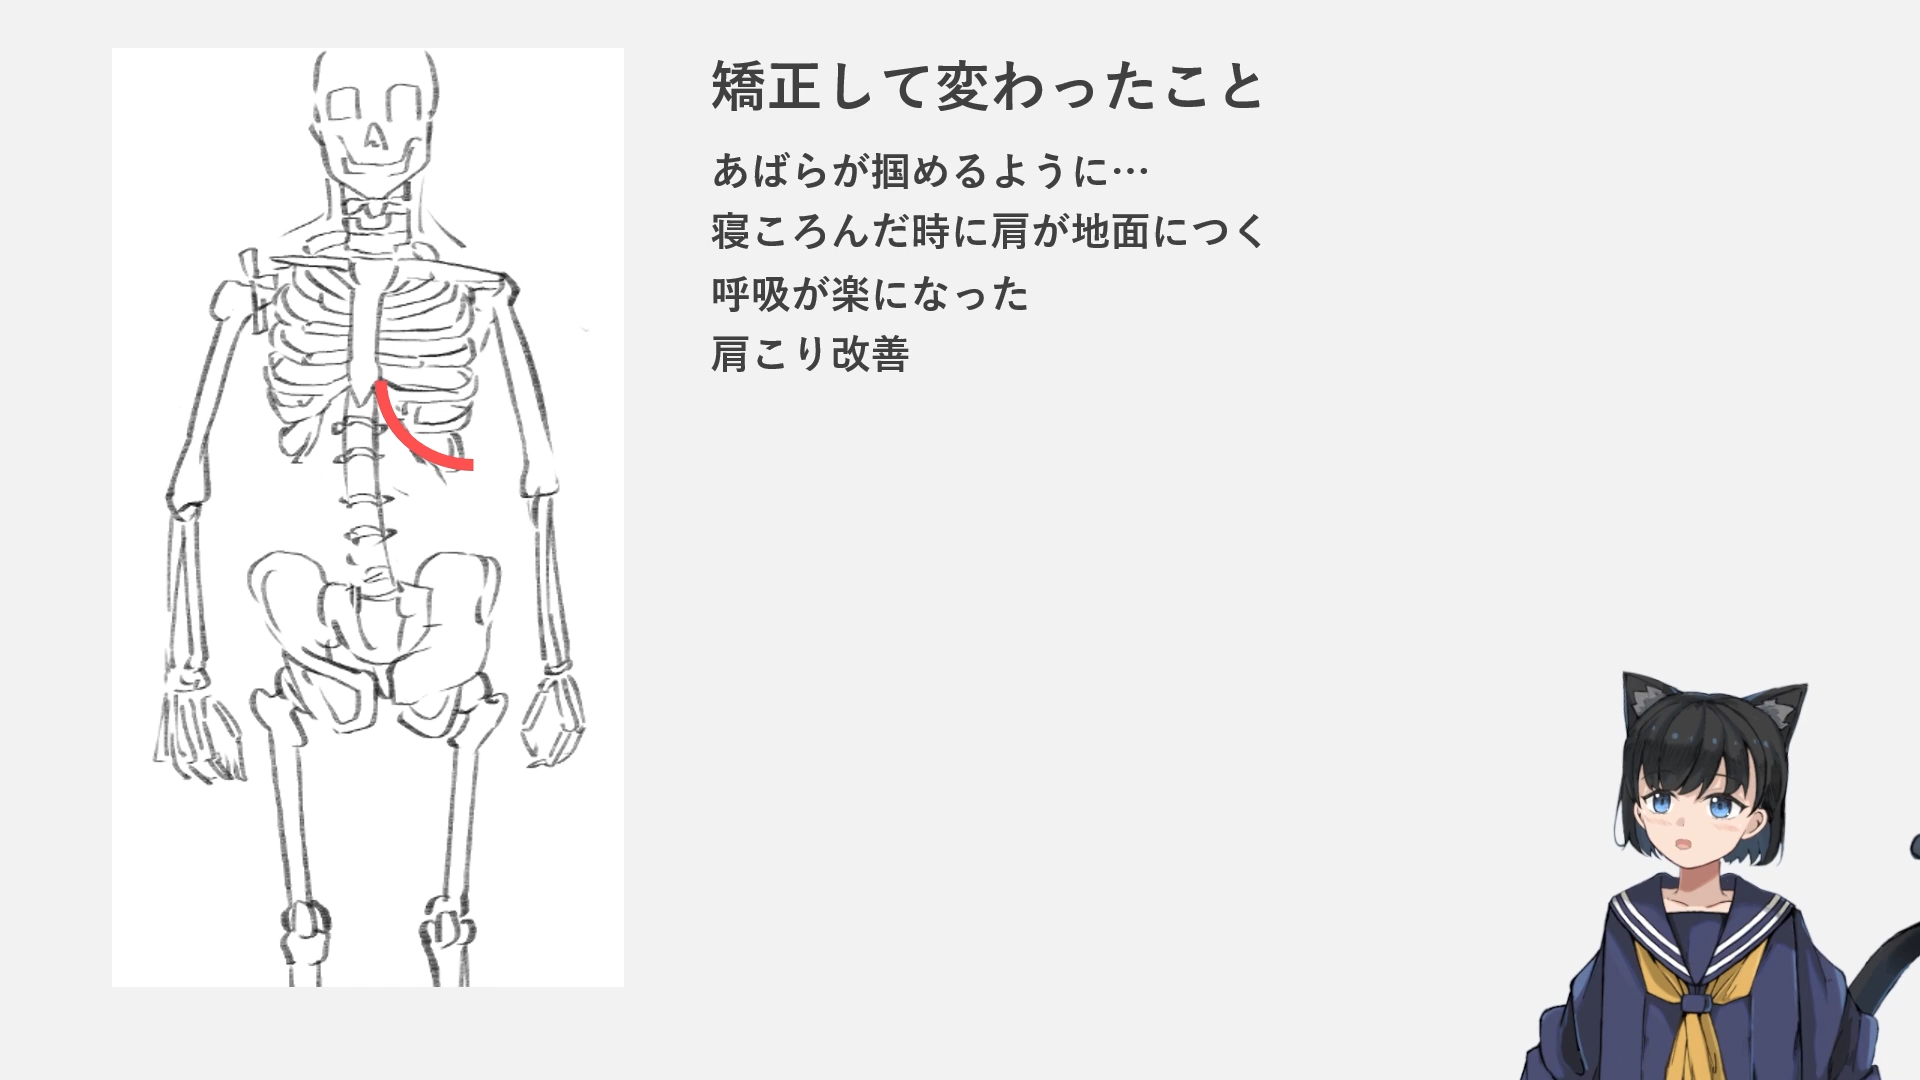 矯正して変わったこと
あばらが掴めるように…
寝ころんだ時に肩が地面につく
呼吸が楽になった
肩こり改善